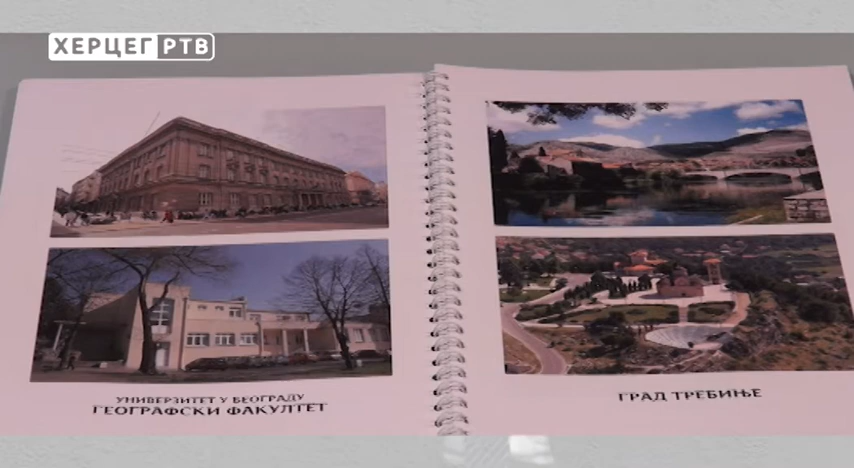 ХЕРЦЕГ РТВ
УНИВЕРЗИТЕТ У БЕОГРАДУ
ГЕОГРАФСКИ ФАКУЛТЕТ
ГРАД ТРЕБИЊЕ